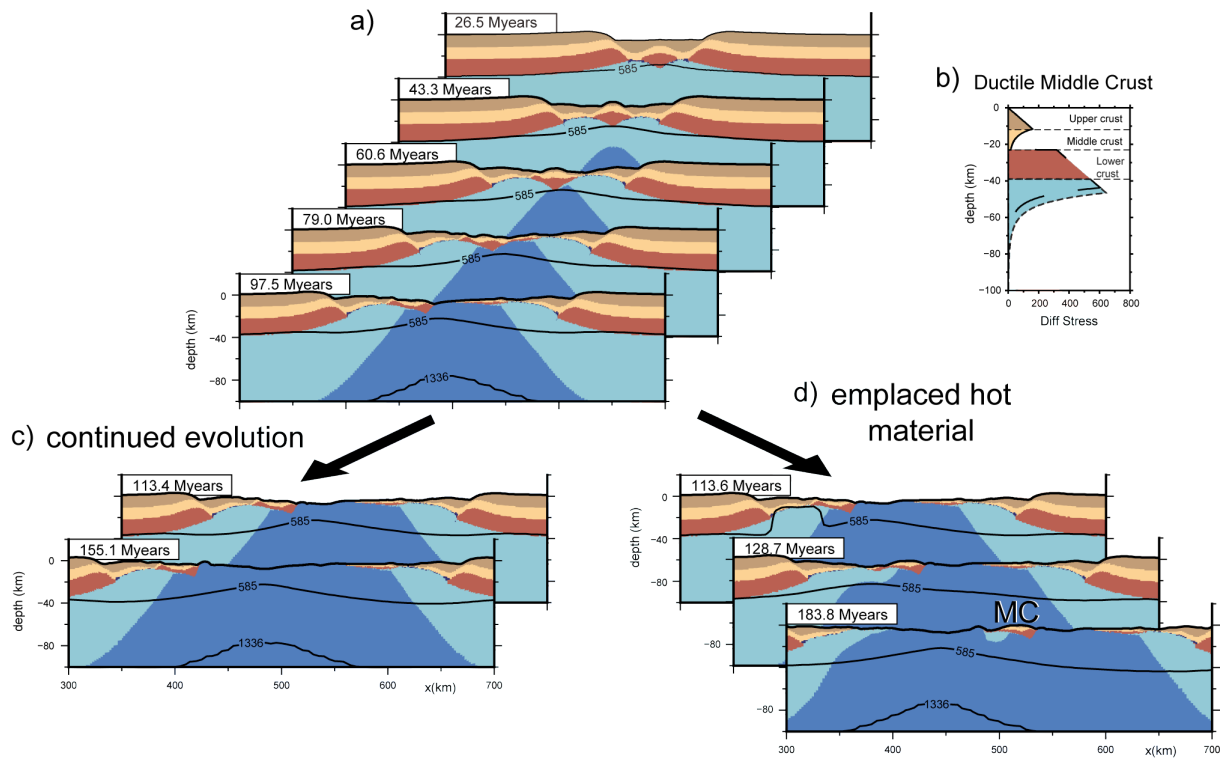 a)
26.5 Myears
585
43.3 Myears
585
60.6 Myears
585
79.0 Myears
585
97.5 Myears
0
−40
−80
depth (km)
585
1336
b) Ductile Middle Crust
0
−20
−40
−60
−80
−100
depth (km)
Upper crust
Middle crust
Lower
crust
0 200 400 600 800
Diff Stress
c) continued evolution
113.4 Myears
585
155.1 Myears
0
−40
−80
depth (km)
585
1336
300 400 500 x(km) 600 700
d) emplaced hot
material
113.6 Myears
0
−40
−80
depth (km)
585
128.7 Myears
−80
585
183.8 Myears
MC
−80
585
1336
300 400 500 600 x(km) 700